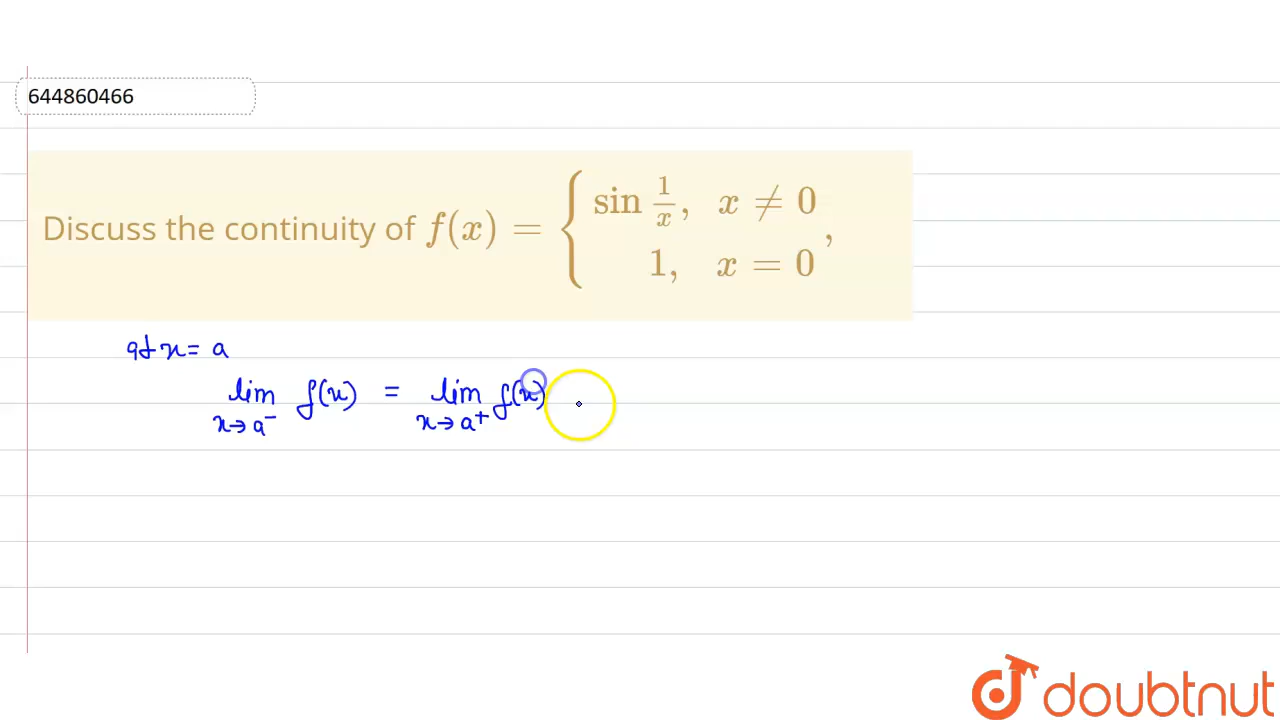 644860466
Discuss the continuity of f(x) = { sin 1/x, x ≠ 0
1, x = 0 ,
at x = a
lim x→a⁻ f(x) = lim x→a⁺ f(x)
doubtnut